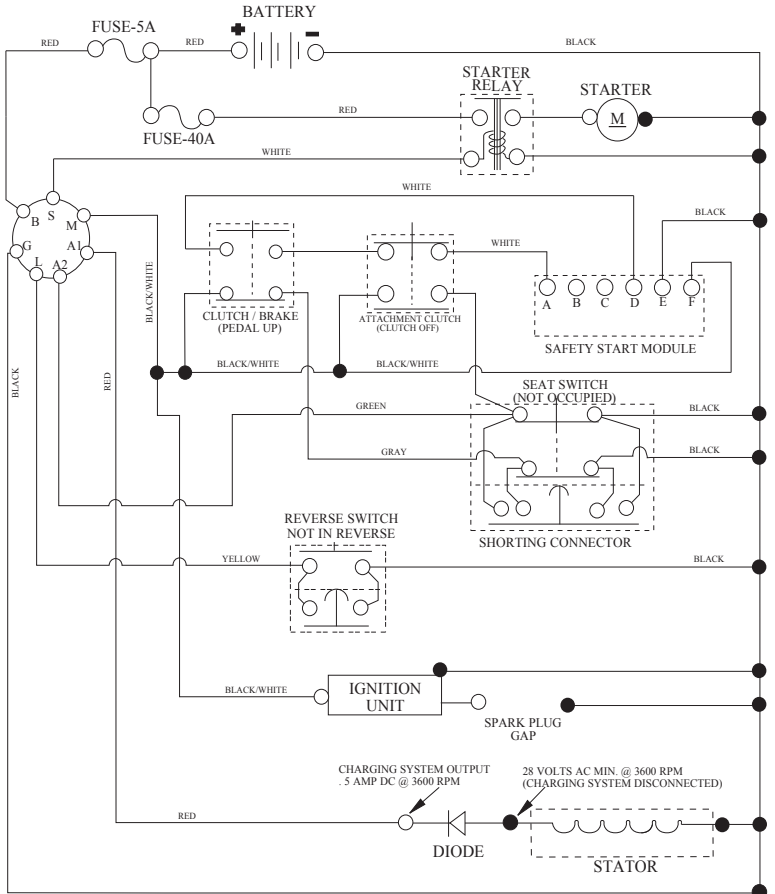 BATTERY
FUSE-5A
RED
RED
BLACK
STARTER
RELAY
STARTER
M
RED
FUSE-40A
WHITE
WHITE
B
S
M
G
A1
L
A2
BLACK
WHITE
BLACK/WHITE
A
B
C
D
E
F
CLUTCH / BRAKE
(PEDAL UP)
ATTACHMENT CLUTCH
(CLUTCH OFF)
SAFETY START MODULE
BLACK/WHITE
BLACK/WHITE
BLACK
RED
SEAT SWITCH
(NOT OCCUPIED)
GREEN
BLACK
GRAY
BLACK
REVERSE SWITCH
NOT IN REVERSE
SHORTING CONNECTOR
YELLOW
BLACK
BLACK/WHITE
IGNITION
UNIT
SPARK PLUG
GAP
CHARGING SYSTEM OUTPUT
. 5 AMP DC @ 3600 RPM
28 VOLTS AC MIN. @ 3600 RPM
(CHARGING SYSTEM DISCONNECTED)
RED
DIODE
STATOR